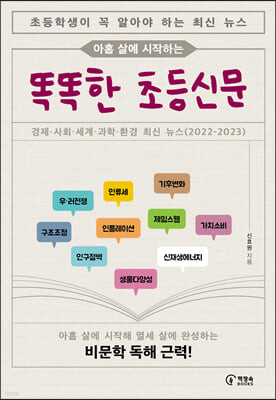 초등학생이 꼭 알아야 하는 최신 뉴스
아홉 살에 시작하는
똑똑한 초등신문
경제·사회·세계·과학·환경 최신 뉴스(2022-2023)
신효원 지음
우·러전쟁
인류세
기후변화
구조조정
인플레이션
제임스웹
가치소비
인구절벽
신재생에너지
생물다양성
아홉 살에 시작해 열세 살에 완성하는
비문학 독해 근력!
책장속
BOOKS